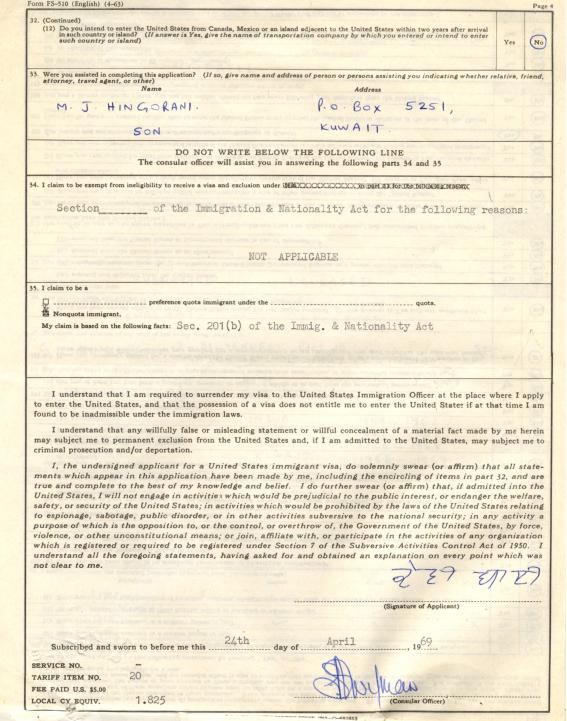 Form FS-510 (English) (4-63)
Page 4
32. (Continued)
(12) Do you intend to enter the United States from Canada, Mexico or an island adjacent to the United States within two years after arrival
in such country or island? (If answer is Yes, give the name of transportation company by which you entered or intend to enter
such country or island)
Yes
No
33. Were you assisted in completing this application? (If so, give name and address of person or persons assisting you indicating whether relative, friend,
attorney, travel agent, or other)
Name
Address
M. J. HINGORANI.
P.O. BOX 5251,
SON
KUWAIT.
DO NOT WRITE BELOW THE FOLLOWING LINE
The consular officer will assist you in answering the following parts 34 and 35
34. I claim to be exempt from ineligibility to receive a visa and exclusion under
Section ______ of the Immigration & Nationality Act for the following reasons:
NOT APPLICABLE
35. I claim to be a
preference quota immigrant under the
quota.
Nonquota immigrant,
My claim is based on the following facts: Sec. 201(b) of the Immig. & Nationality Act
I understand that I am required to surrender my visa to the United States Immigration Officer at the place where I apply
to enter the United States, and that the possession of a visa does not entitle me to enter the United States if at that time I am
found to be inadmissible under the immigration laws.
I understand that any willfully false or misleading statement or willful concealment of a material fact made by me herein
may subject me to permanent exclusion from the United States and, if I am admitted to the United States, may subject me to
criminal prosecution and/or deportation.
I, the undersigned applicant for a United States immigrant visa, do solemnly swear (or affirm) that all state-
ments which appear in this application have been made by me, including the encircling of items in part 32, and are
true and complete to the best of my knowledge and belief. I do further swear (or affirm) that, if admitted into the
United States, I will not engage in activities which would be prejudicial to the public interest, or endanger the welfare,
safety, or security of the United States; in activities which would be prohibited by the laws of the United States relating
to espionage, sabotage, public disorder, or in other activities subversive to the national security; in any activity a
purpose of which is the opposition to, or the control, or overthrow of, the Government of the United States, by force,
violence, or other unconstitutional means; or join, affiliate with, or participate in the activities of any organization
which is registered or required to be registered under Section 7 of the Subversive Activities Control Act of 1950. I
understand all the foregoing statements, having asked for and obtained an explanation on every point which was
not clear to me.
(Signature of Applicant)
Subscribed and sworn to before me this 24th day of April, 1969
SERVICE NO. –
TARIFF ITEM NO. 20
FEE PAID U.S. $5.00
LOCAL CY EQUIV. 1.825
(Consular Officer)